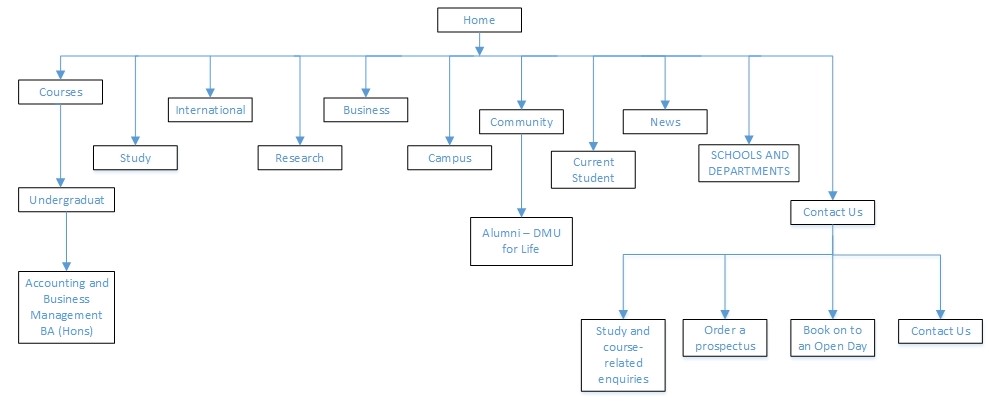 Home
Courses
International
Business
Community
News
Study
Research
Campus
Current
Student
SCHOOLS AND
DEPARTMENTS
Undergraduat
Contact Us
Alumni – DMU
for Life
Accounting and
Business
Management
BA (Hons)
Study and
course-
related
enquiries
Order a
prospectus
Book on to
an Open Day
Contact Us